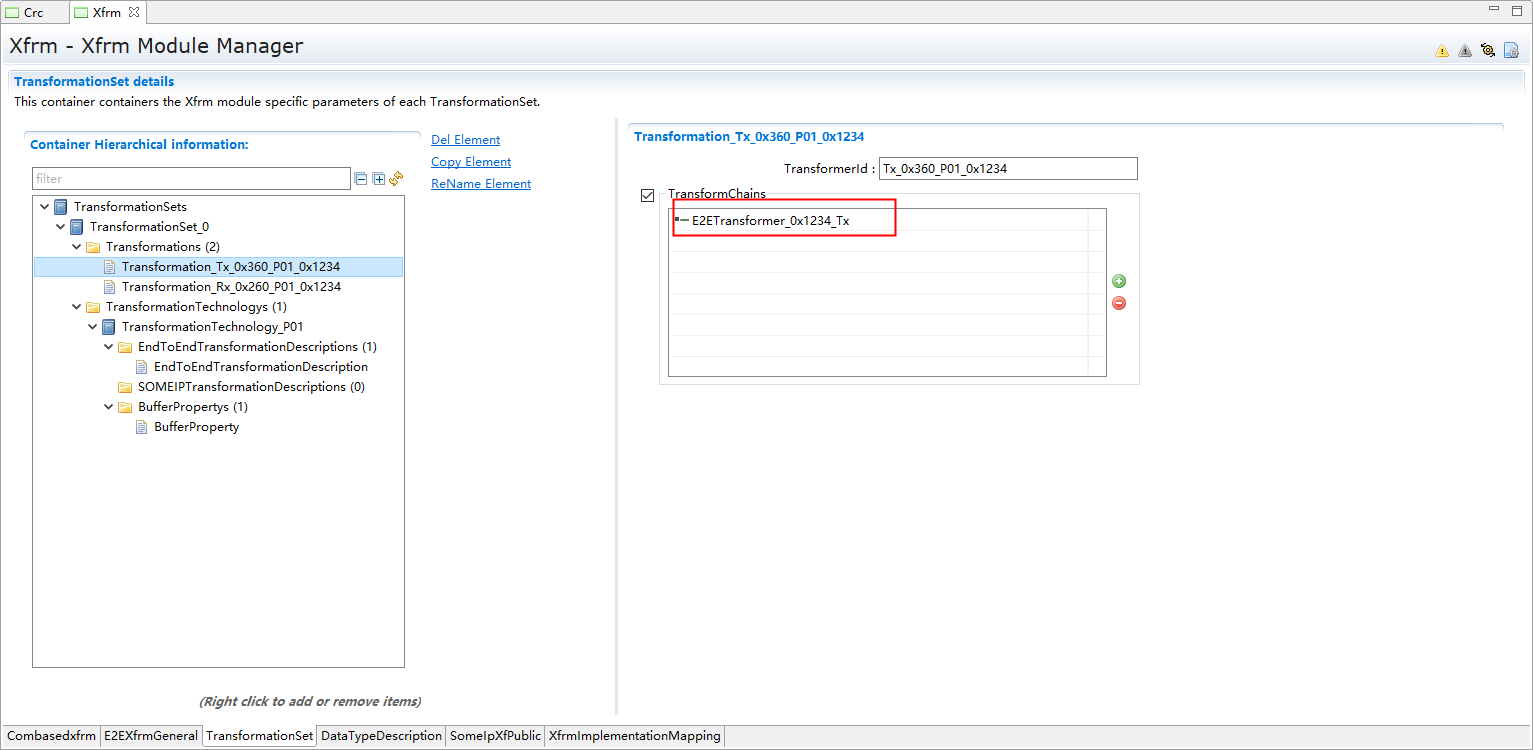 Crc
Xfrm
Xfrm - Xfrm Module Manager
TransformationSet details
This container containers the Xfrm module specific parameters of each TransformationSet.
Container Hierarchical information:
filter
TransformationSets
TransformationSet_0
Transformations (2)
Transformation_Tx_0x360_P01_0x1234
Transformation_Rx_0x260_P01_0x1234
TransformationTechnologys (1)
TransformationTechnology_P01
EndToEndTransformationDescriptions (1)
EndToEndTransformationDescription
SOMEIPTransformationDescriptions (0)
BufferPropertys (1)
BufferProperty
(Right click to add or remove items)
Del Element
Copy Element
ReName Element
Transformation_Tx_0x360_P01_0x1234
TransformerId : Tx_0x360_P01_0x1234
TransformChains
E2ETransformer_0x1234_Tx
Combasedxfrm E2EXfrmGeneral TransformationSet DataTypeDescription SomeIpXfPublic XfrmImplementationMapping